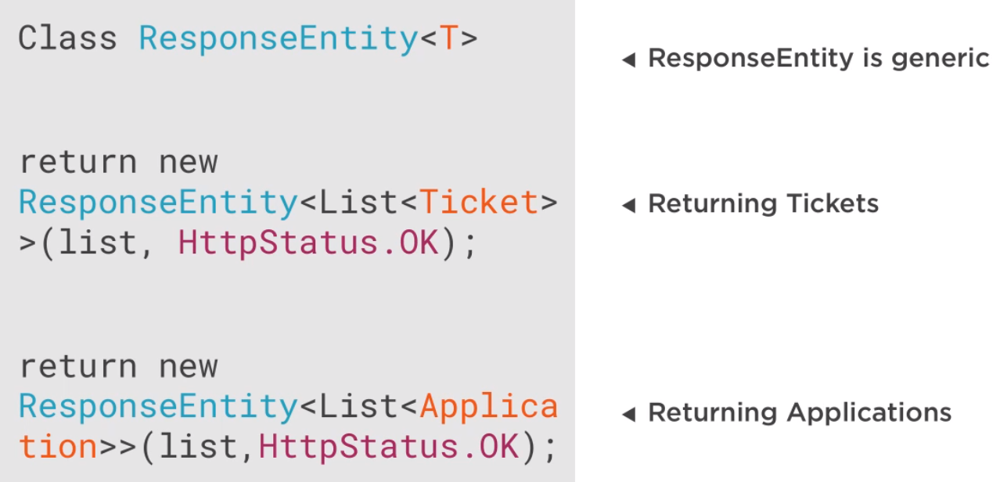 Class ResponseEntity<T>
◄ ResponseEntity is generic
return new
ResponseEntity<List<Ticket>
>(list, HttpStatus.OK);
◄ Returning Tickets
return new
ResponseEntity<List<Applica
tion>>(list,HttpStatus.OK);
◄ Returning Applications